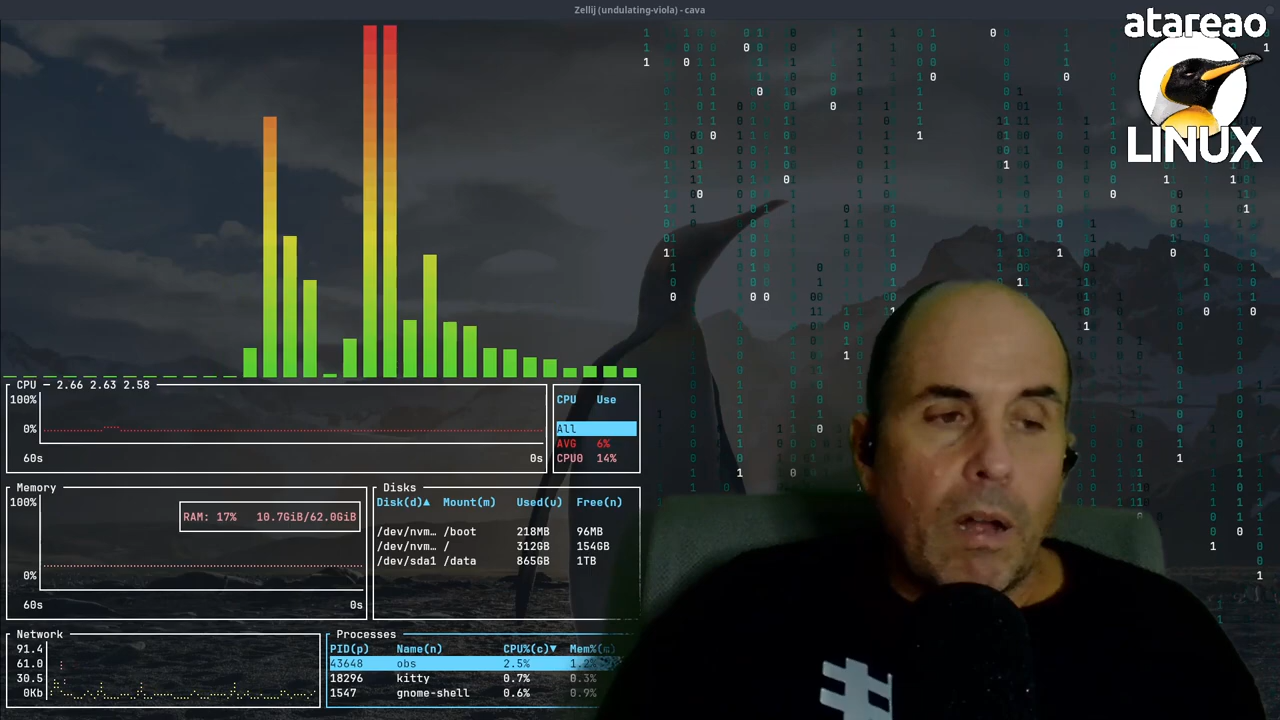 Zellij (undulating-viola) - cava
atareao
LINUX
CPU — 2.66 2.63 2.58
100%
0%
60s 0s
CPU Use
All
AVG 6%
CPU0 14%
Memory
100%
RAM: 17% 10.7GiB/62.0GiB
0%
60s 0s
Disks
Disk(d)▲ Mount(m) Used(u) Free(n)
/dev/nvm… /boot 218MB 96MB
/dev/nvm… / 312GB 154GB
/dev/sda1 /data 865GB 1TB
Network
91.4
61.0
30.5
0Kb
Processes
PID(p) Name(n) CPU%(c)▼ Mem%(m)
43648 obs 2.5% 1.2%
18296 kitty 0.7% 0.3%
1547 gnome-shell 0.6% 0.9%